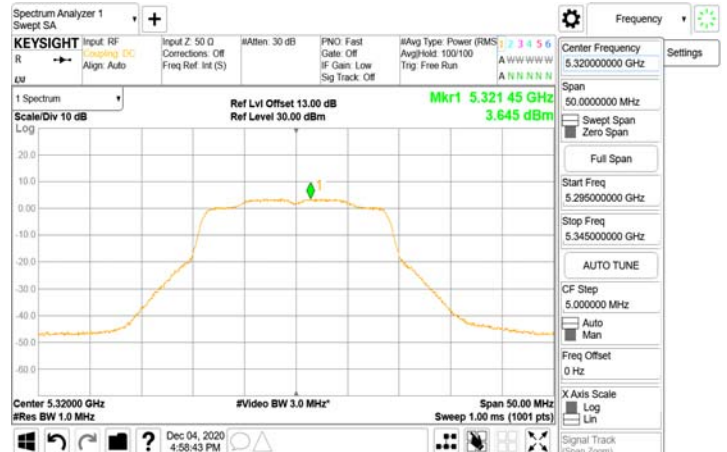 Spectrum Analyzer 1
Swept SA
+
Frequency
KEYSIGHT
R
Input: RF
Coupling: DC
Align: Auto
Input Z: 50 Ω
Corrections: Off
Freq Ref: Int (S)
#Atten: 30 dB
PNO: Fast
Gate: Off
IF Gain: Low
Sig Track: Off
#Avg Type: Power (RMS
Avg|Hold: 100/100
Trig: Free Run
1 2 3 4 5 6
A W W W W W
A N N N N N
Center Frequency
5.320000000 GHz
Settings
Span
50.0000000 MHz
Swept Span
Zero Span
Full Span
Start Freq
5.295000000 GHz
Stop Freq
5.345000000 GHz
AUTO TUNE
CF Step
5.000000 MHz
Auto
Man
Freq Offset
0 Hz
X Axis Scale
Log
Lin
Signal Track
(Span Zoom)
1 Spectrum
Scale/Div 10 dB
Log
Ref Lvl Offset 13.00 dB
Ref Level 30.00 dBm
Mkr1 5.321 45 GHz
3.645 dBm
1
20.0
10.0
0.00
-10.0
-20.0
-30.0
-40.0
-50.0
-60.0
Center 5.32000 GHz
#Res BW 1.0 MHz
#Video BW 3.0 MHz*
Span 50.00 MHz
Sweep 1.00 ms (1001 pts)
?
Dec 04, 2020
4:58:43 PM